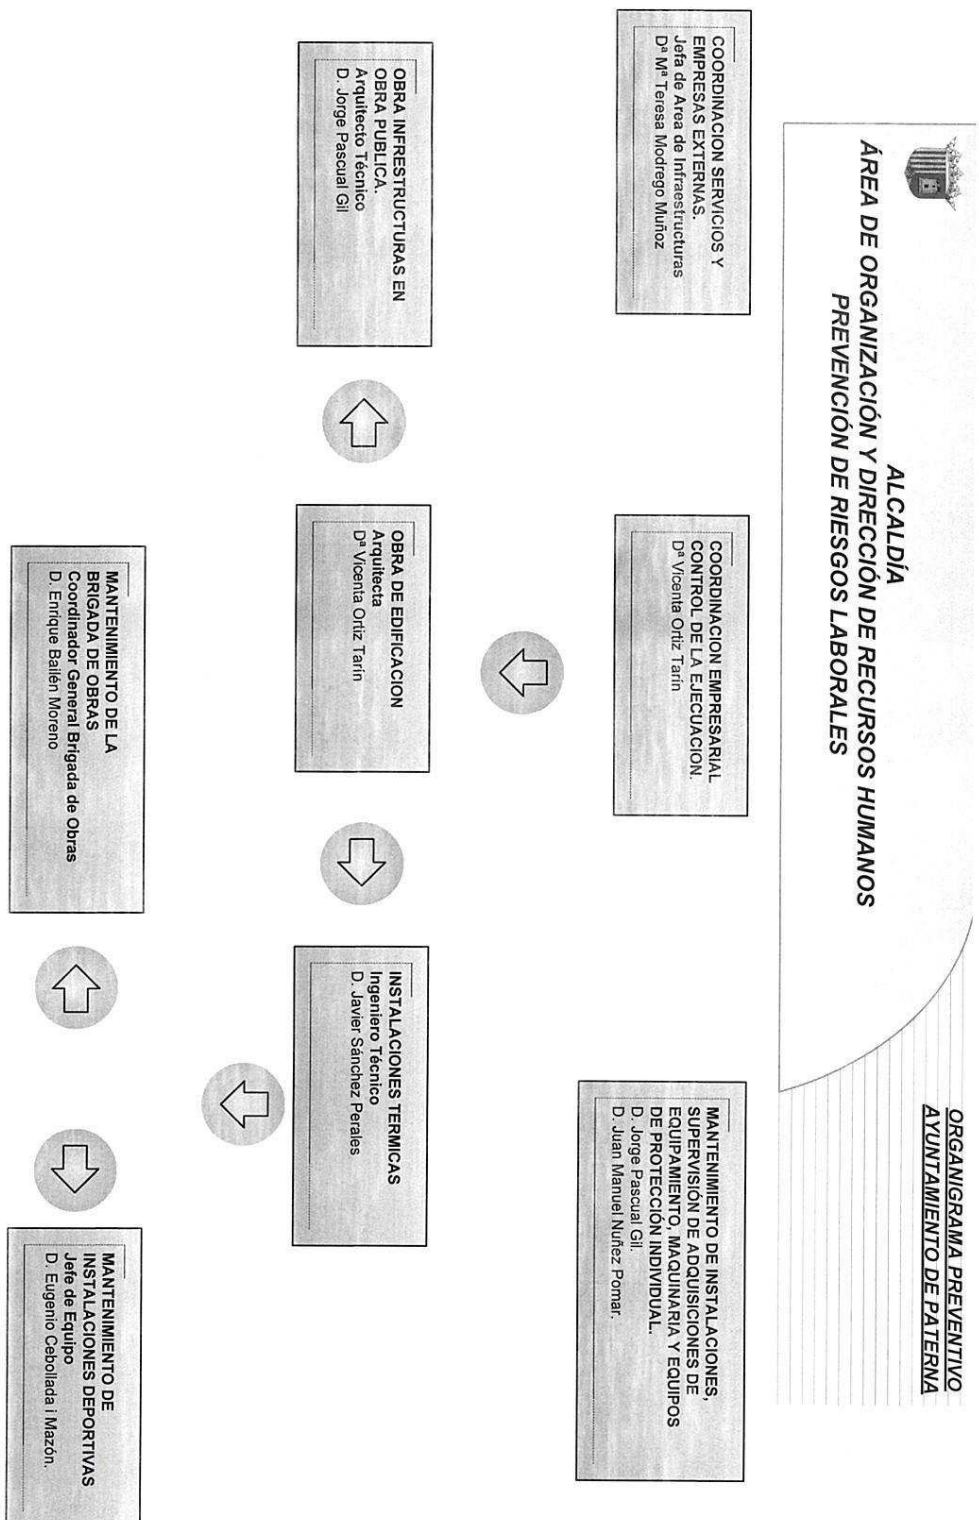 ORGANIGRAMA PREVENTIVO
AYUNTAMIENTO DE PATERNA
ALCALDÍA
ÁREA DE ORGANIZACIÓN Y DIRECCIÓN DE RECURSOS HUMANOS
PREVENCIÓN DE RIESGOS LABORALES
COORDINACION SERVICIOS Y
EMPRESAS EXTERNAS.
Jefa de Area de Infraestructuras
Dª Mª Teresa Modrego Muñoz
COORDINACION EMPRESARIAL
CONTROL DE LA EJECUACION.
Dª Vicenta Ortiz Tarín
MANTENIMIENTO DE INSTALACIONES,
SUPERVISIÓN DE ADQUISICIONES DE
EQUIPAMIENTO, MAQUINARIA Y EQUIPOS
DE PROTECCIÓN INDIVIDUAL.
D. Jorge Pascual Gil.
D. Juan Manuel Nuñez Pomar.
OBRA INFRESTRUCTURAS EN
OBRA PUBLICA.
Arquitecto Técnico
D. Jorge Pascual Gil
OBRA DE EDIFICACION
Arquitecta
Dª Vicenta Ortiz Tarín
INSTALACIONES TERMICAS
Ingeniero Técnico
D. Javier Sánchez Perales
MANTENIMIENTO DE LA
BRIGADA DE OBRAS
Coordinador General Brigada de Obras
D. Enrique Bailén Moreno
MANTENIMIENTO DE
INSTALACIONES DEPORTIVAS
Jefe de Equipo
D. Eugenio Cebollada i Mazón.